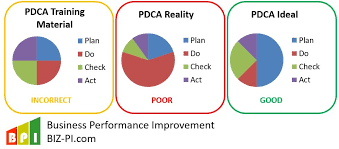 PDCA Training
Material
Plan
Do
Check
Act
INCORRECT
PDCA Reality
Plan
Do
Check
Act
POOR
PDCA Ideal
Plan
Do
Check
Act
GOOD
BPI
Business Performance Improvement
BIZ-PI.com